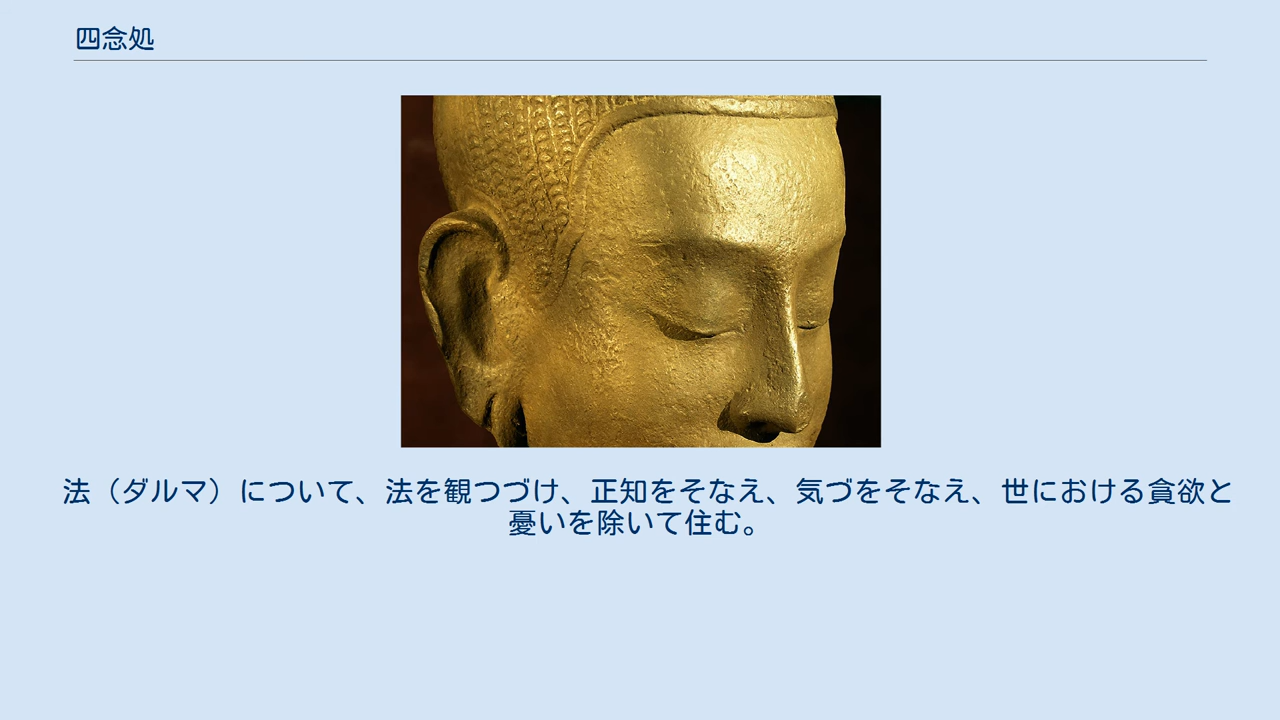 四念処
法（ダルマ）について、法を観つづけ、正知をそなえ、気づをそなえ、世における貪欲と
憂いを除いて住む。